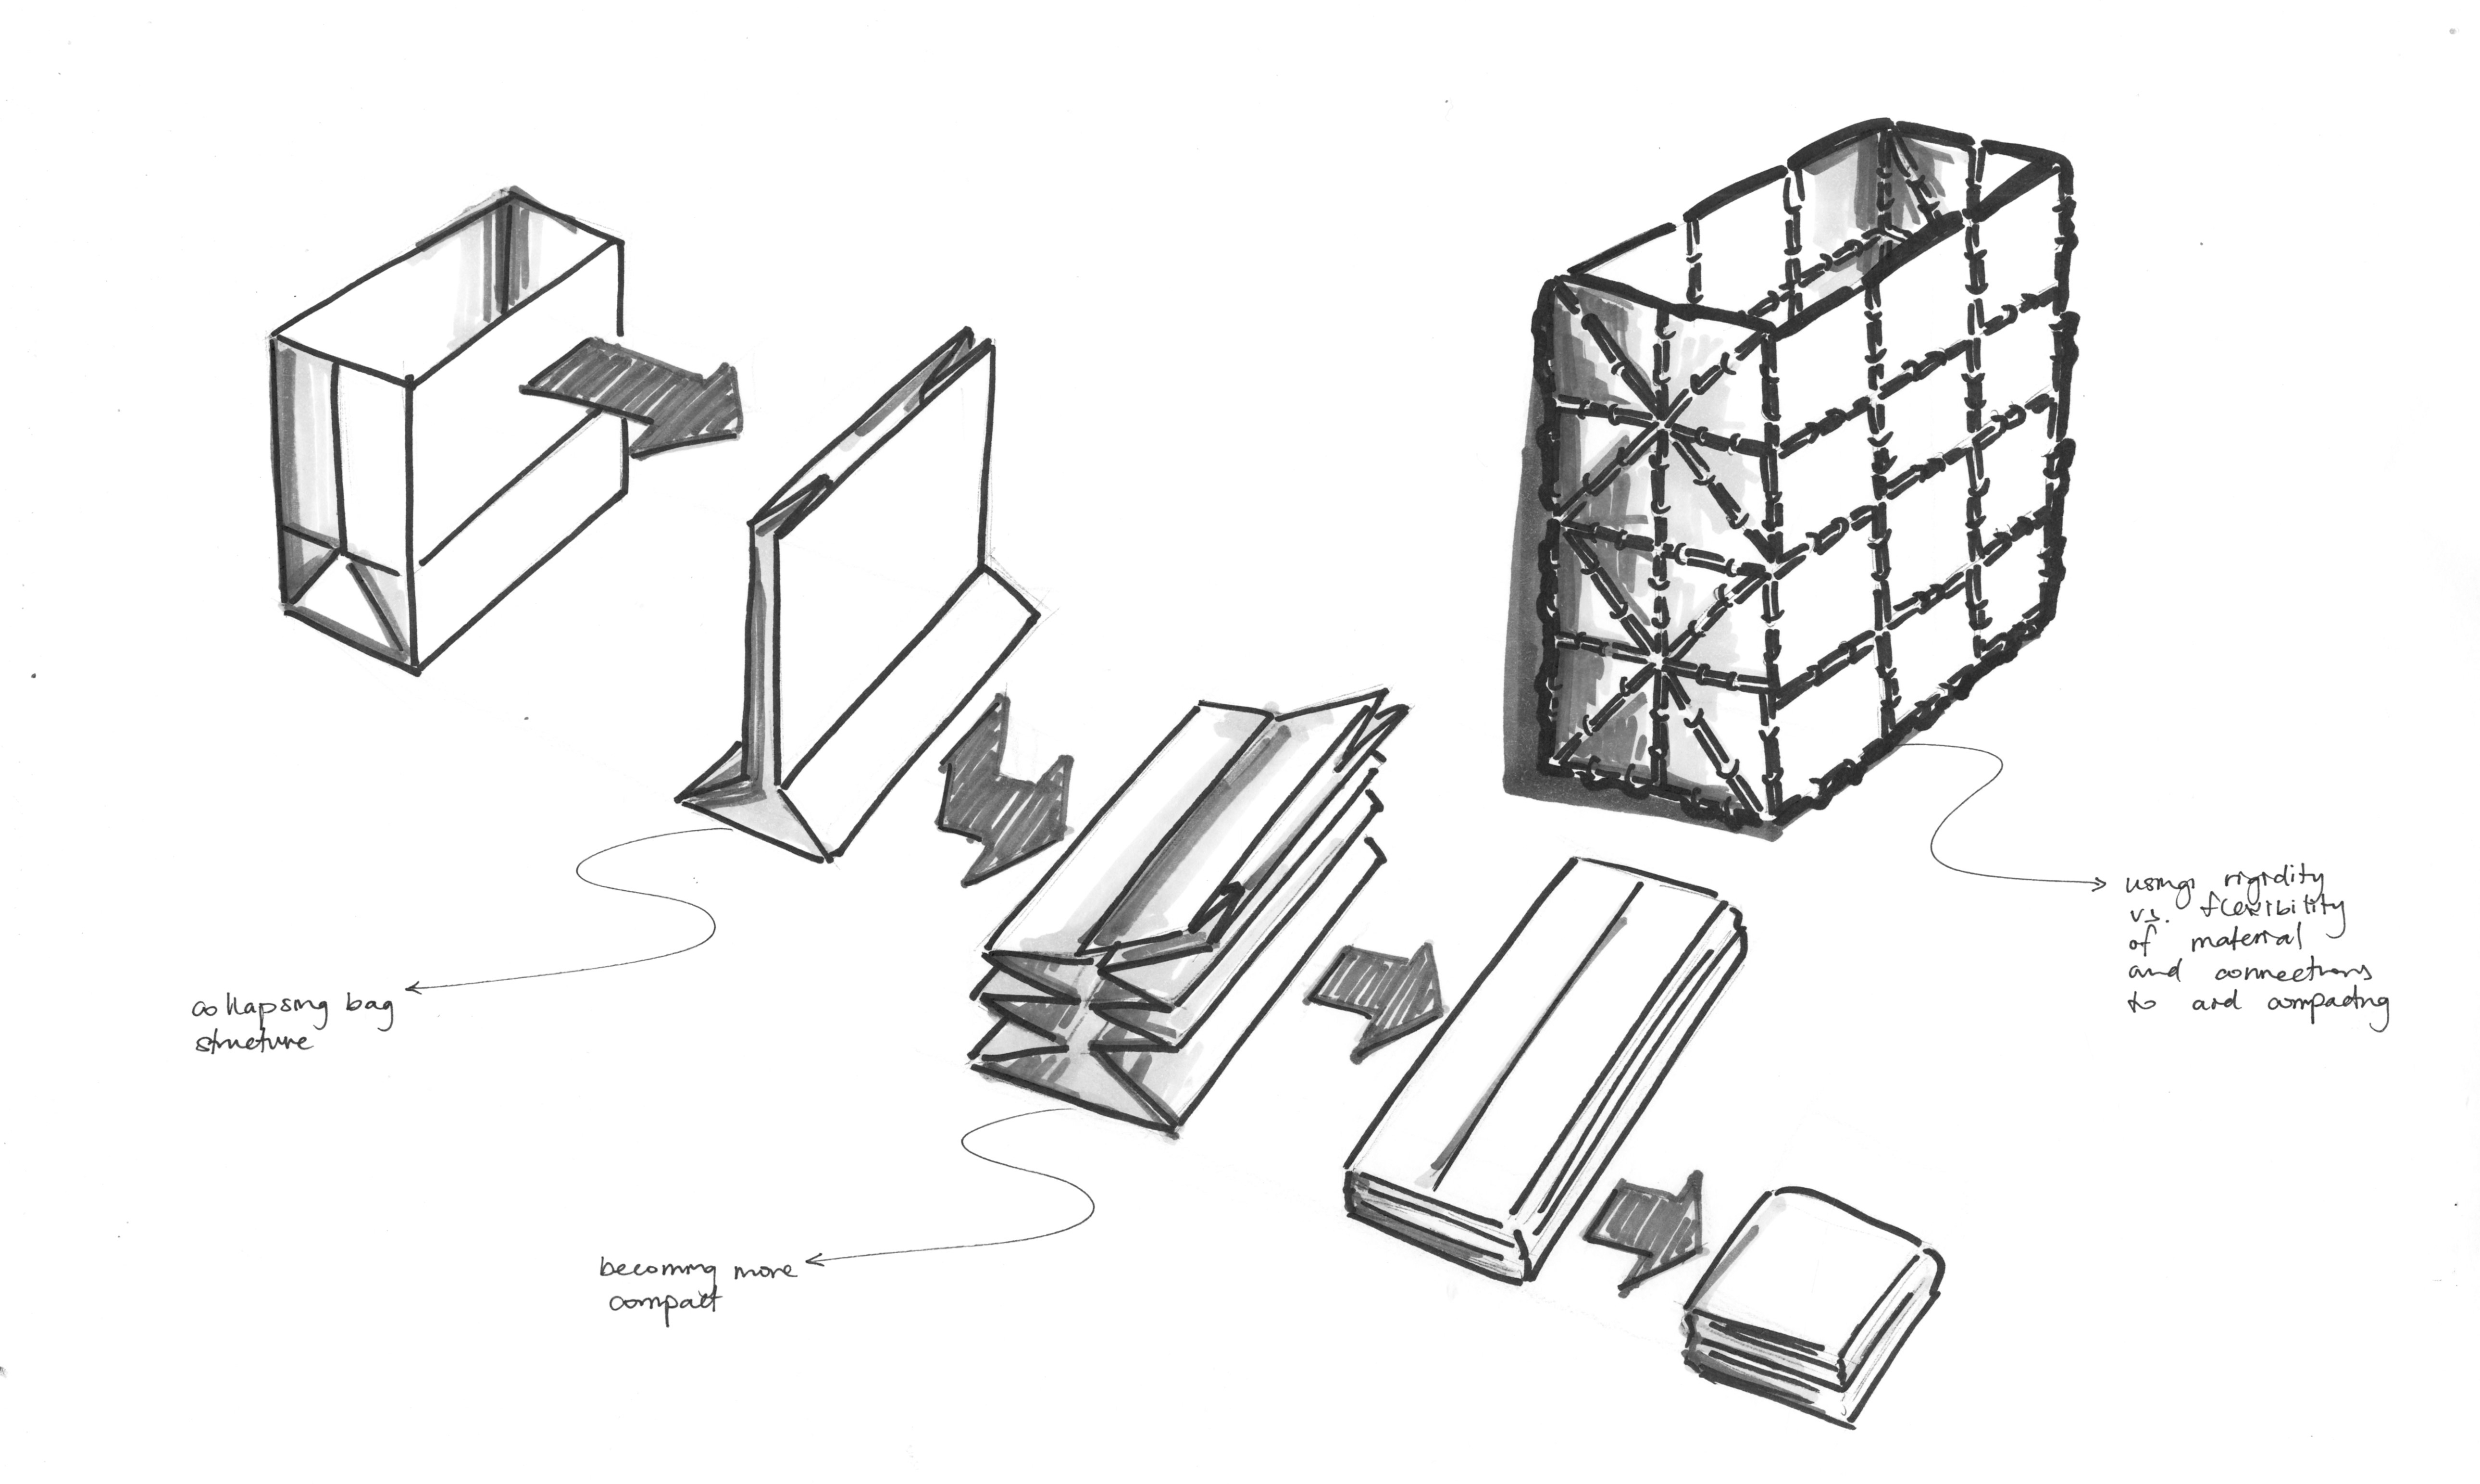 collapsing bag
structure
becoming more
compact
using rigidity
vs. flexibility
of material
and connections
to aid compacting